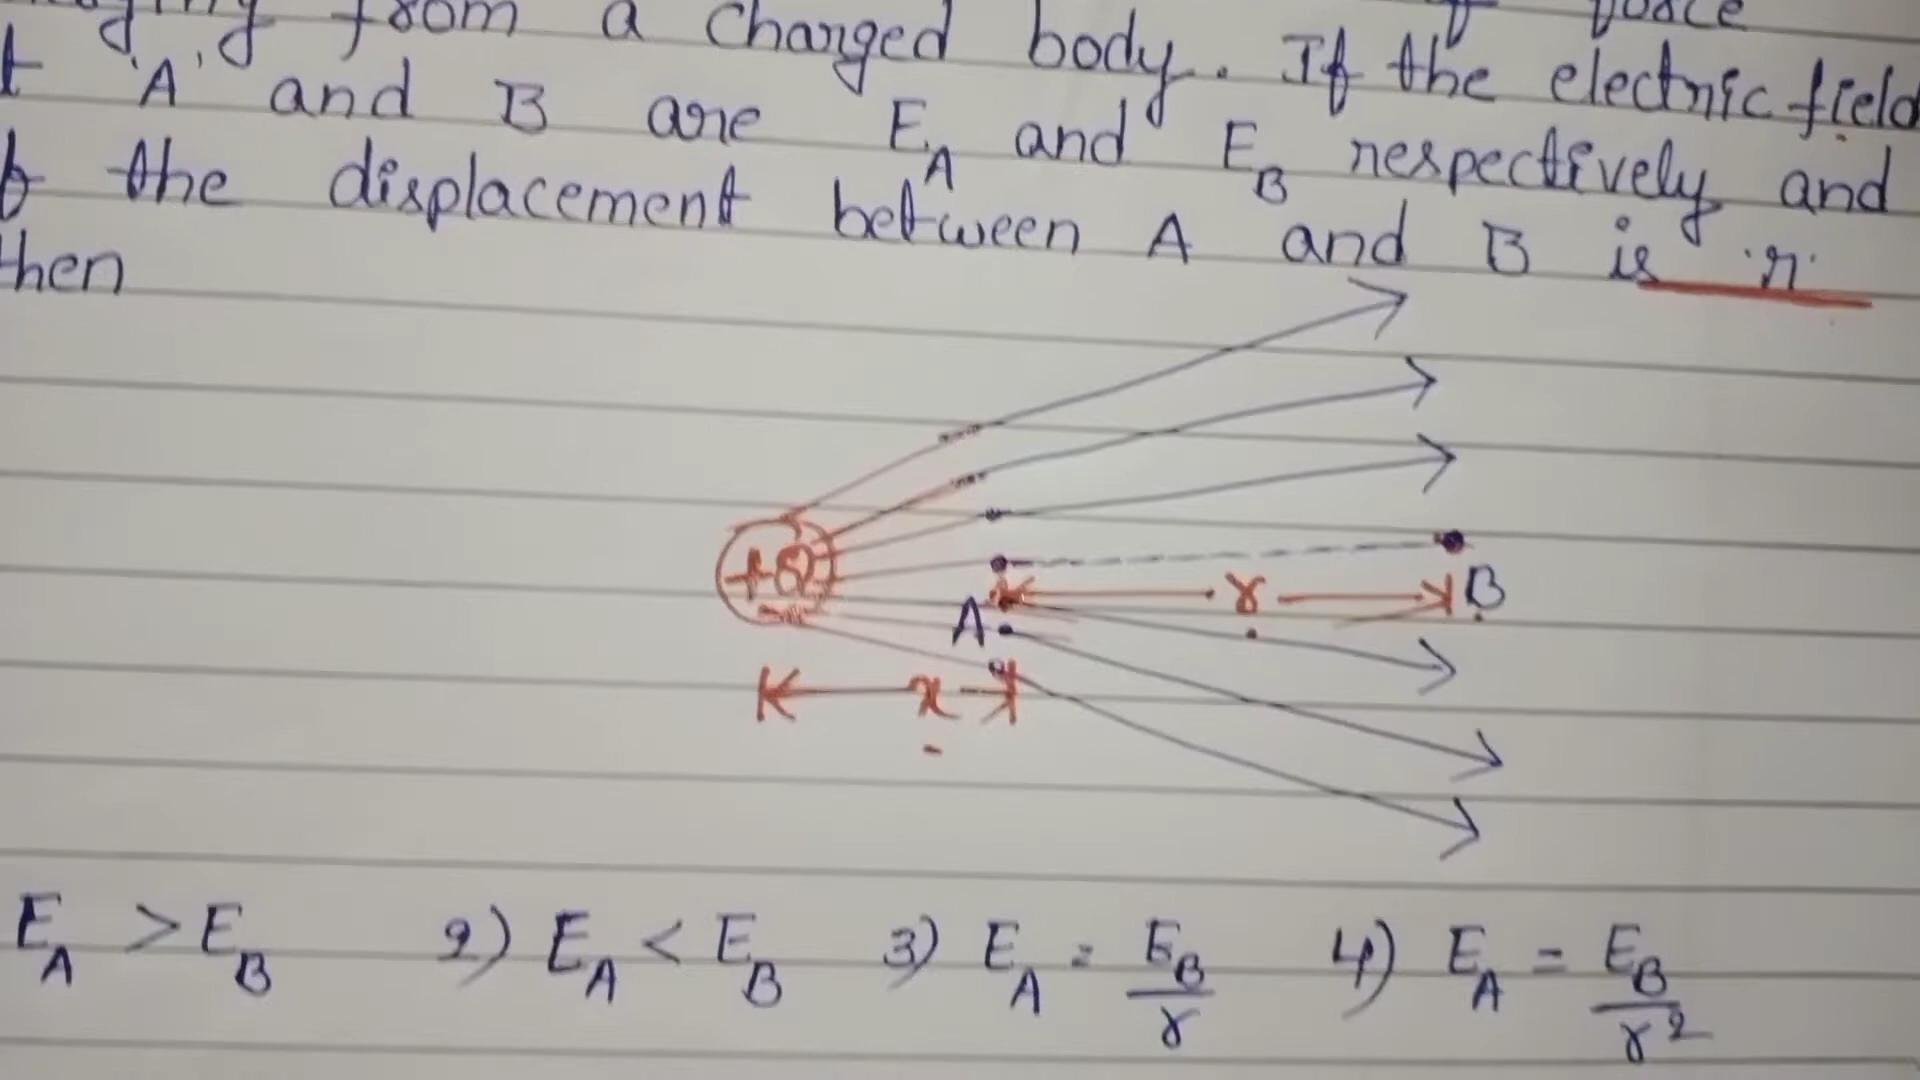 from a charged body. If the electric field
'A' and B are E_A and E_B respectively and
the displacement between A and B is 'r'
then
+Q
r
B
A
x
E_A > E_B 2) E_A < E_B 3) E_A = E_B/r 4) E_A = E_B/r²